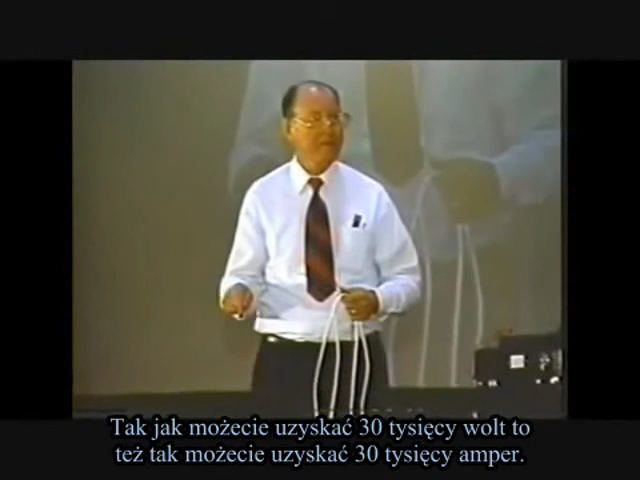 Tak jak możecie uzyskać 30 tysięcy wolt to
też tak możecie uzyskać 30 tysięcy amper.